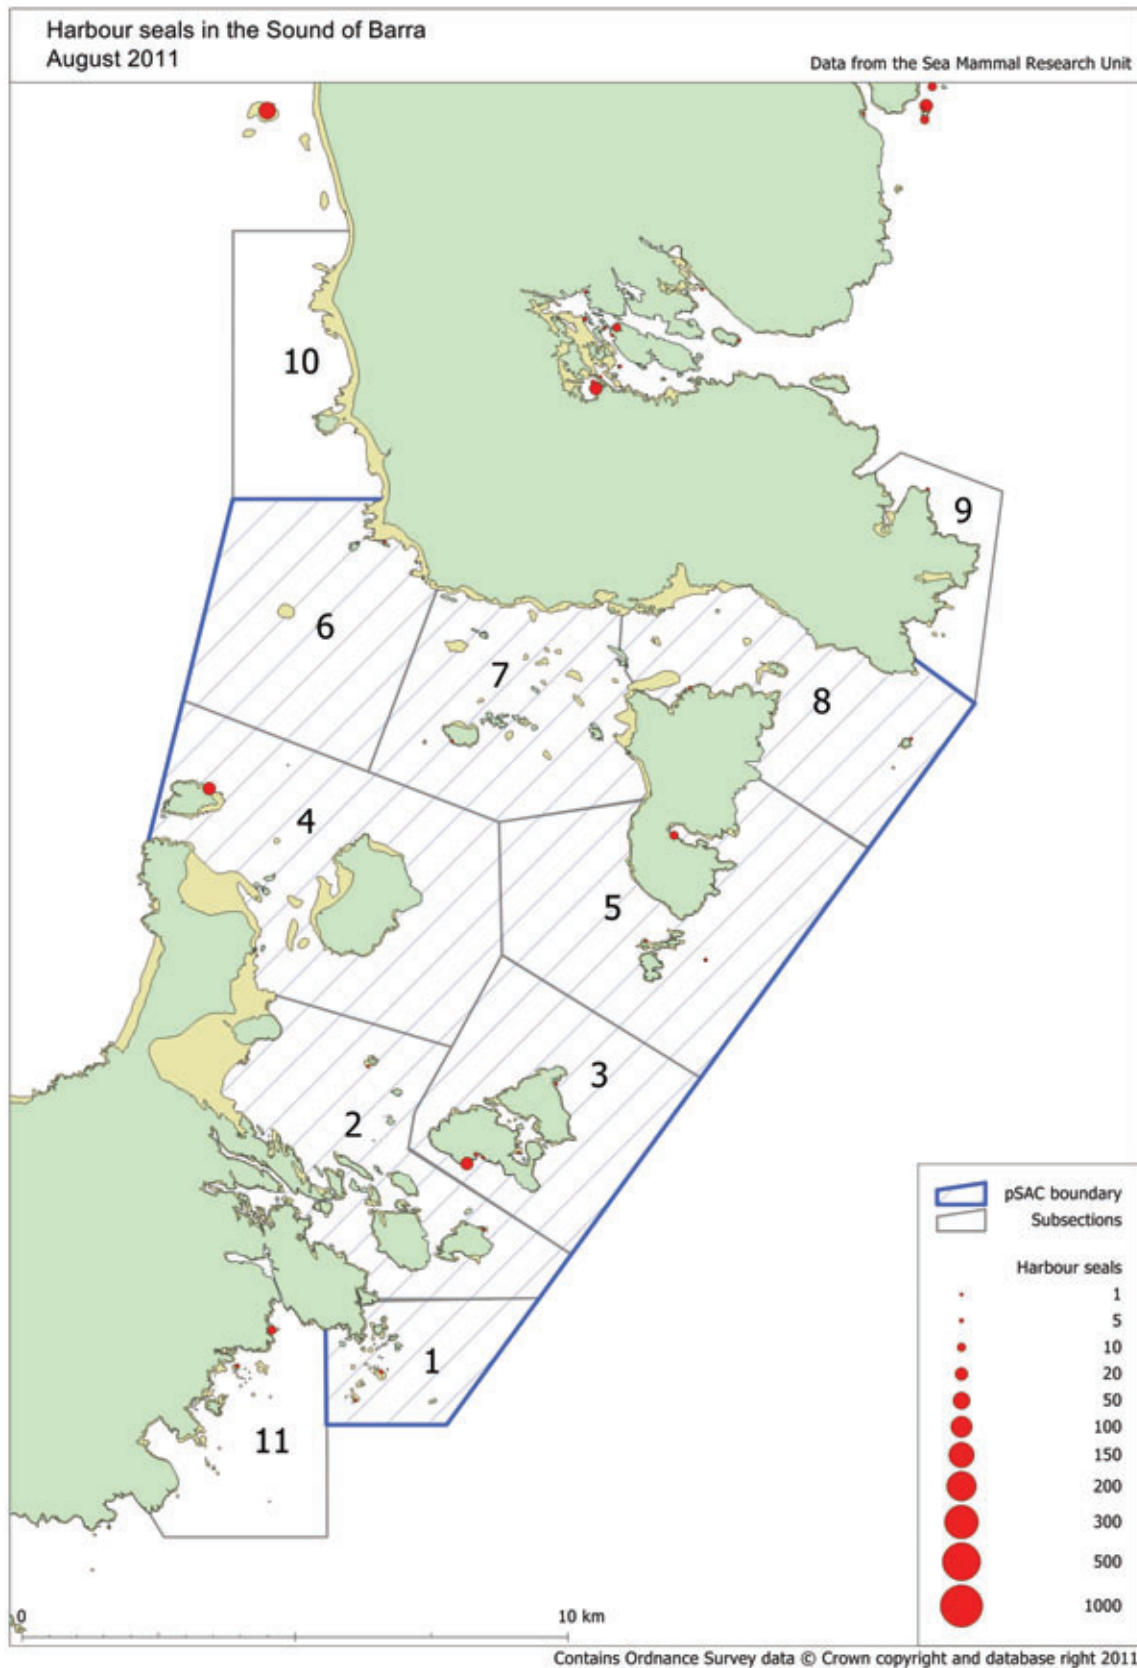 Harbour seals in the Sound of Barra
August 2011
Data from the Sea Mammal Research Unit
10
9
6
7
8
4
5
3
2
1
11
pSAC boundary
Subsections
Harbour seals
1
5
10
20
50
100
150
200
300
500
1000
0 10 km
Contains Ordnance Survey data © Crown copyright and database right 2011